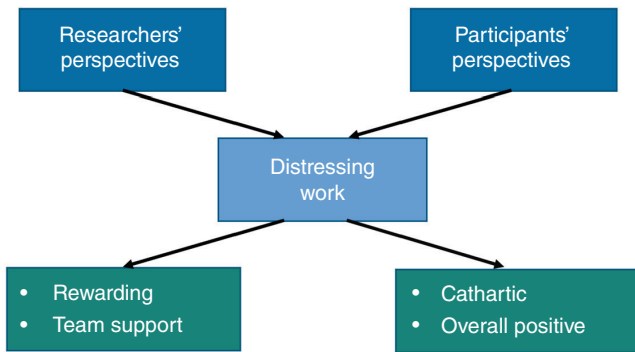 Researchers’
perspectives
Participants’
perspectives
Distressing
work
• Rewarding
• Team support
• Cathartic
• Overall positive